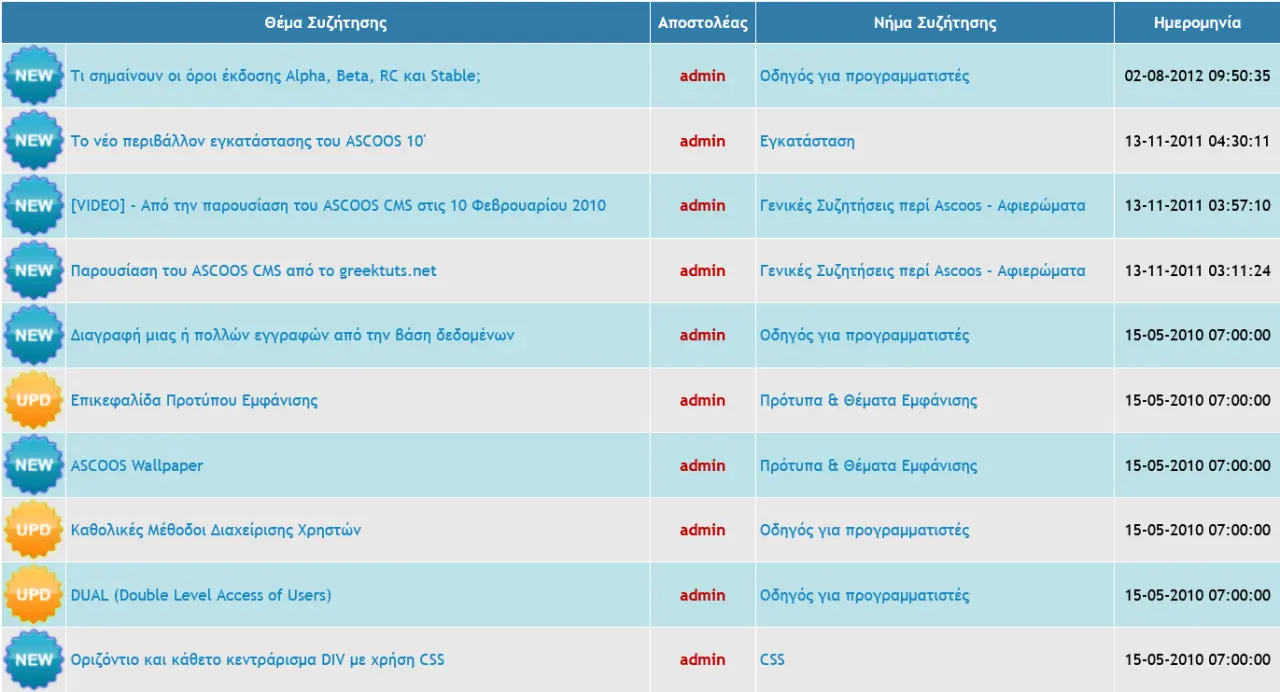 Θέμα Συζήτησης Αποστολέας Νήμα Συζήτησης Ημερομηνία
NEW Τι σημαίνουν οι όροι έκδοσης Alpha, Beta, RC και Stable; admin Οδηγός για προγραμματιστές 02-08-2012 09:50:35
NEW Το νέο περιβάλλον εγκατάστασης του ASCOOS 10' admin Εγκατάσταση 13-11-2011 04:30:11
NEW [VIDEO] - Από την παρουσίαση του ASCOOS CMS στις 10 Φεβρουαρίου 2010 admin Γενικές Συζητήσεις περί Ascoos - Αφιερώματα 13-11-2011 03:57:10
NEW Παρουσίαση του ASCOOS CMS από το greektuts.net admin Γενικές Συζητήσεις περί Ascoos - Αφιερώματα 13-11-2011 03:11:24
NEW Διαγραφή μιας ή πολλών εγγραφών από την βάση δεδομένων admin Οδηγός για προγραμματιστές 15-05-2010 07:00:00
UPD Επικεφαλίδα Προτύπου Εμφάνισης admin Πρότυπα & Θέματα Εμφάνισης 15-05-2010 07:00:00
NEW ASCOOS Wallpaper admin Πρότυπα & Θέματα Εμφάνισης 15-05-2010 07:00:00
UPD Καθολικές Μέθοδοι Διαχείρισης Χρηστών admin Οδηγός για προγραμματιστές 15-05-2010 07:00:00
UPD DUAL (Double Level Access of Users) admin Οδηγός για προγραμματιστές 15-05-2010 07:00:00
NEW Οριζόντιο και κάθετο κεντράρισμα DIV με χρήση CSS admin CSS 15-05-2010 07:00:00